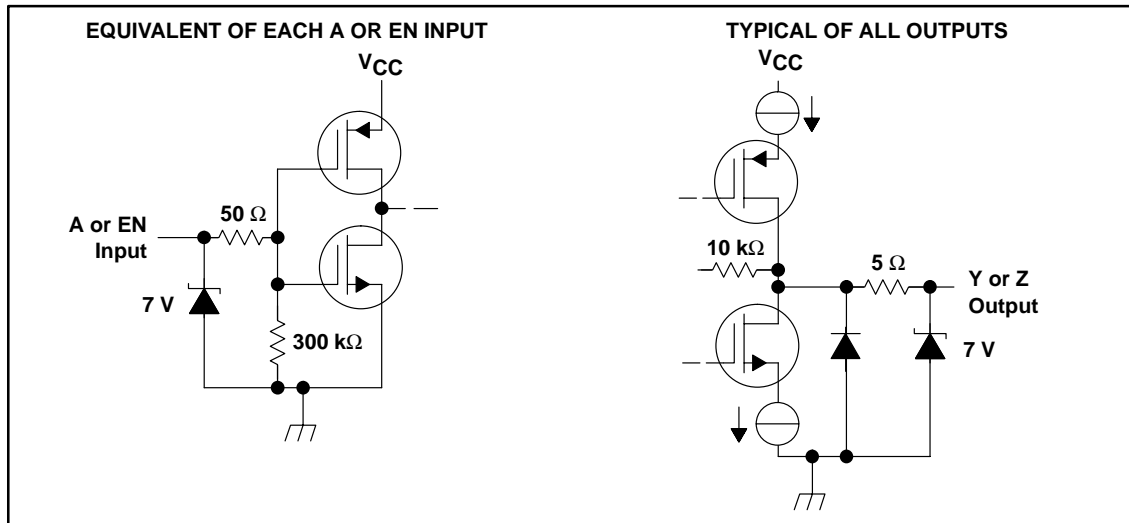 EQUIVALENT OF EACH A OR EN INPUT
VCC
50 Ω
A or EN
Input
7 V
300 kΩ
TYPICAL OF ALL OUTPUTS
VCC
10 kΩ
5 Ω
Y or Z
Output
7 V